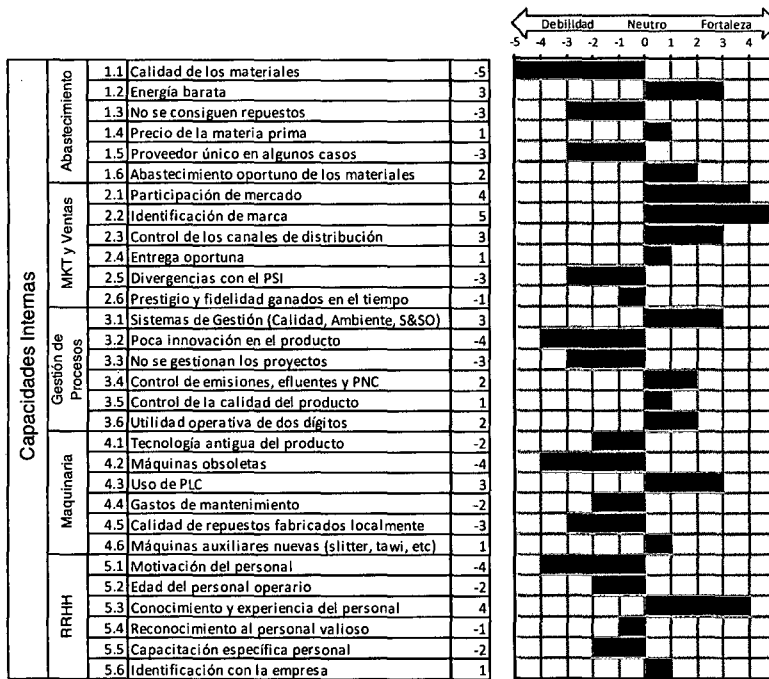 Debilidad Neutro Fortaleza
-5 -4 -3 -2 -1 0 1 2 3 4
Capacidades Internas
Abastecimiento
1.1 Calidad de los materiales -5
1.2 Energía barata 3
1.3 No se consiguen repuestos -3
1.4 Precio de la materia prima 1
1.5 Proveedor único en algunos casos -3
1.6 Abastecimiento oportuno de los materiales 2
MKT y Ventas
2.1 Participación de mercado 4
2.2 Identificación de marca 5
2.3 Control de los canales de distribución 3
2.4 Entrega oportuna 1
2.5 Divergencias con el PSI -3
2.6 Prestigio y fidelidad ganados en el tiempo -1
Gestión de
Procesos
3.1 Sistemas de Gestión (Calidad, Ambiente, S&SO) 3
3.2 Poca innovación en el producto -4
3.3 No se gestionan los proyectos -3
3.4 Control de emisiones, efluentes y PNC 2
3.5 Control de la calidad del producto 1
3.6 Utilidad operativa de dos dígitos 2
Maquinaria
4.1 Tecnología antigua del producto -2
4.2 Máquinas obsoletas -4
4.3 Uso de PLC 3
4.4 Gastos de mantenimiento -2
4.5 Calidad de repuestos fabricados localmente -3
4.6 Máquinas auxiliares nuevas (slitter, tawi, etc) 1
RRHH
5.1 Motivación del personal -4
5.2 Edad del personal operario -2
5.3 Conocimiento y experiencia del personal 4
5.4 Reconocimiento al personal valioso -1
5.5 Capacitación específica personal -2
5.6 Identificación con la empresa 1